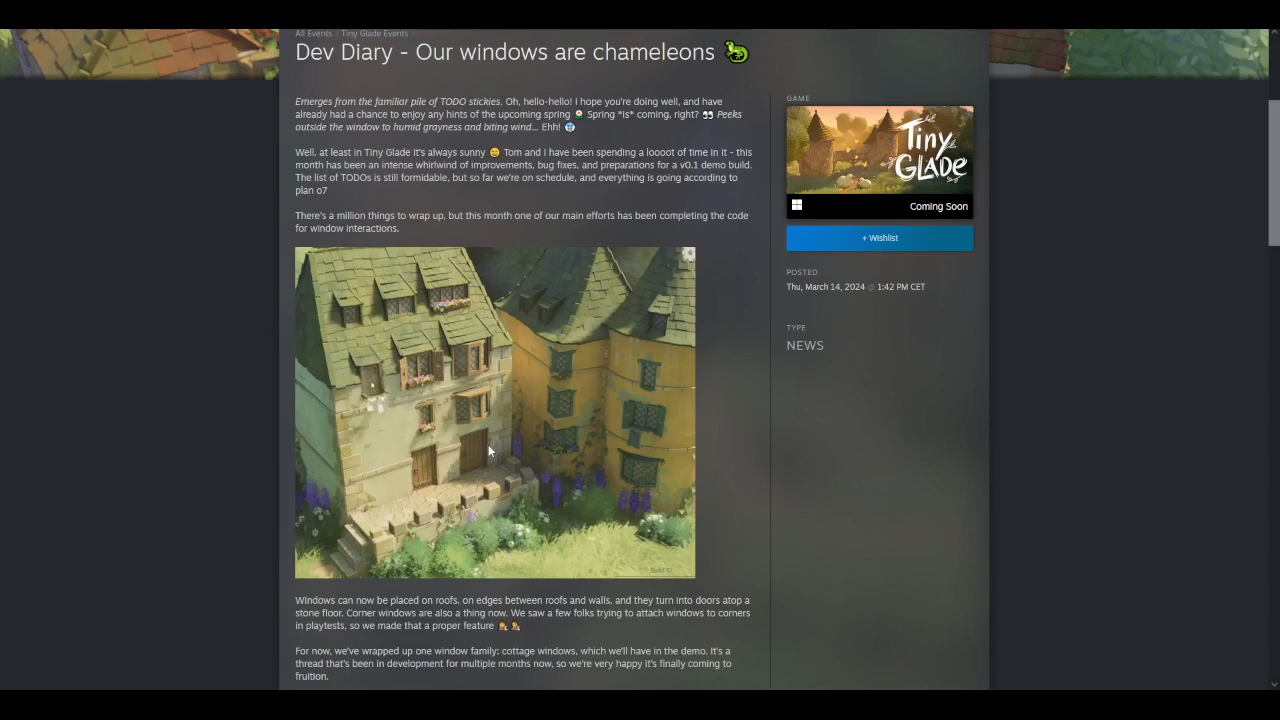 All Events
Tiny Glade Events
Dev Diary - Our windows are chameleons 🦎
Emerges from the familiar pile of TODO stickies. Oh, hello-hello! I hope you're doing well, and have
already had a chance to enjoy any hints of the upcoming spring 🌼 Spring *is* coming, right? 👀 Peeks
outside the window to humid grayness and biting wind... Ehh! 🥶
Well, at least in Tiny Glade it's always sunny 🌞 Tom and I have been spending a loooot of time in it - this
month has been an intense whirlwind of improvements, bug fixes, and preparations for a v0.1 demo build.
The list of TODOs is still formidable, but so far we're on schedule, and everything is going according to
plan o7
There's a million things to wrap up, but this month one of our main efforts has been completing the code
for window interactions.
Build ID
Windows can now be placed on roofs, on edges between roofs and walls, and they turn into doors atop a
stone floor. Corner windows are also a thing now. We saw a few folks trying to attach windows to corners
in playtests, so we made that a proper feature
For now, we've wrapped up one window family: cottage windows, which we'll have in the demo. It's a
thread that's been in development for multiple months now, so we're very happy it's finally coming to
fruition.
GAME
Tiny
GLADE
Coming Soon
+ Wishlist
POSTED
Thu, March 14, 2024 @ 1:42 PM CET
TYPE
NEWS